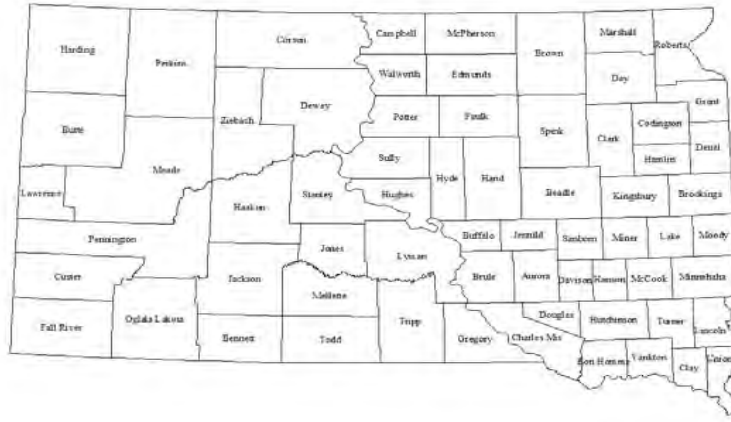 Harding
Perkins
Corson
Campbell
McPherson
Brown
Marshall
Roberts
Walworth
Edmunds
Day
Grant
Butte
Ziebach
Dewey
Potter
Faulk
Spink
Clark
Codington
Hamlin
Deuel
Lawrence
Meade
Sully
Hyde
Hand
Beadle
Kingsbury
Brookings
Haakon
Stanley
Hughes
Pennington
Jones
Lyman
Buffalo
Jerauld
Sanborn
Miner
Lake
Moody
Custer
Jackson
Brule
Aurora
Davison
Hanson
McCook
Minnehaha
Mellette
Fall River
Oglala Lakota
Bennett
Todd
Tripp
Gregory
Charles Mix
Douglas
Hutchinson
Turner
Lincoln
Bon Homme
Yankton
Clay
Union